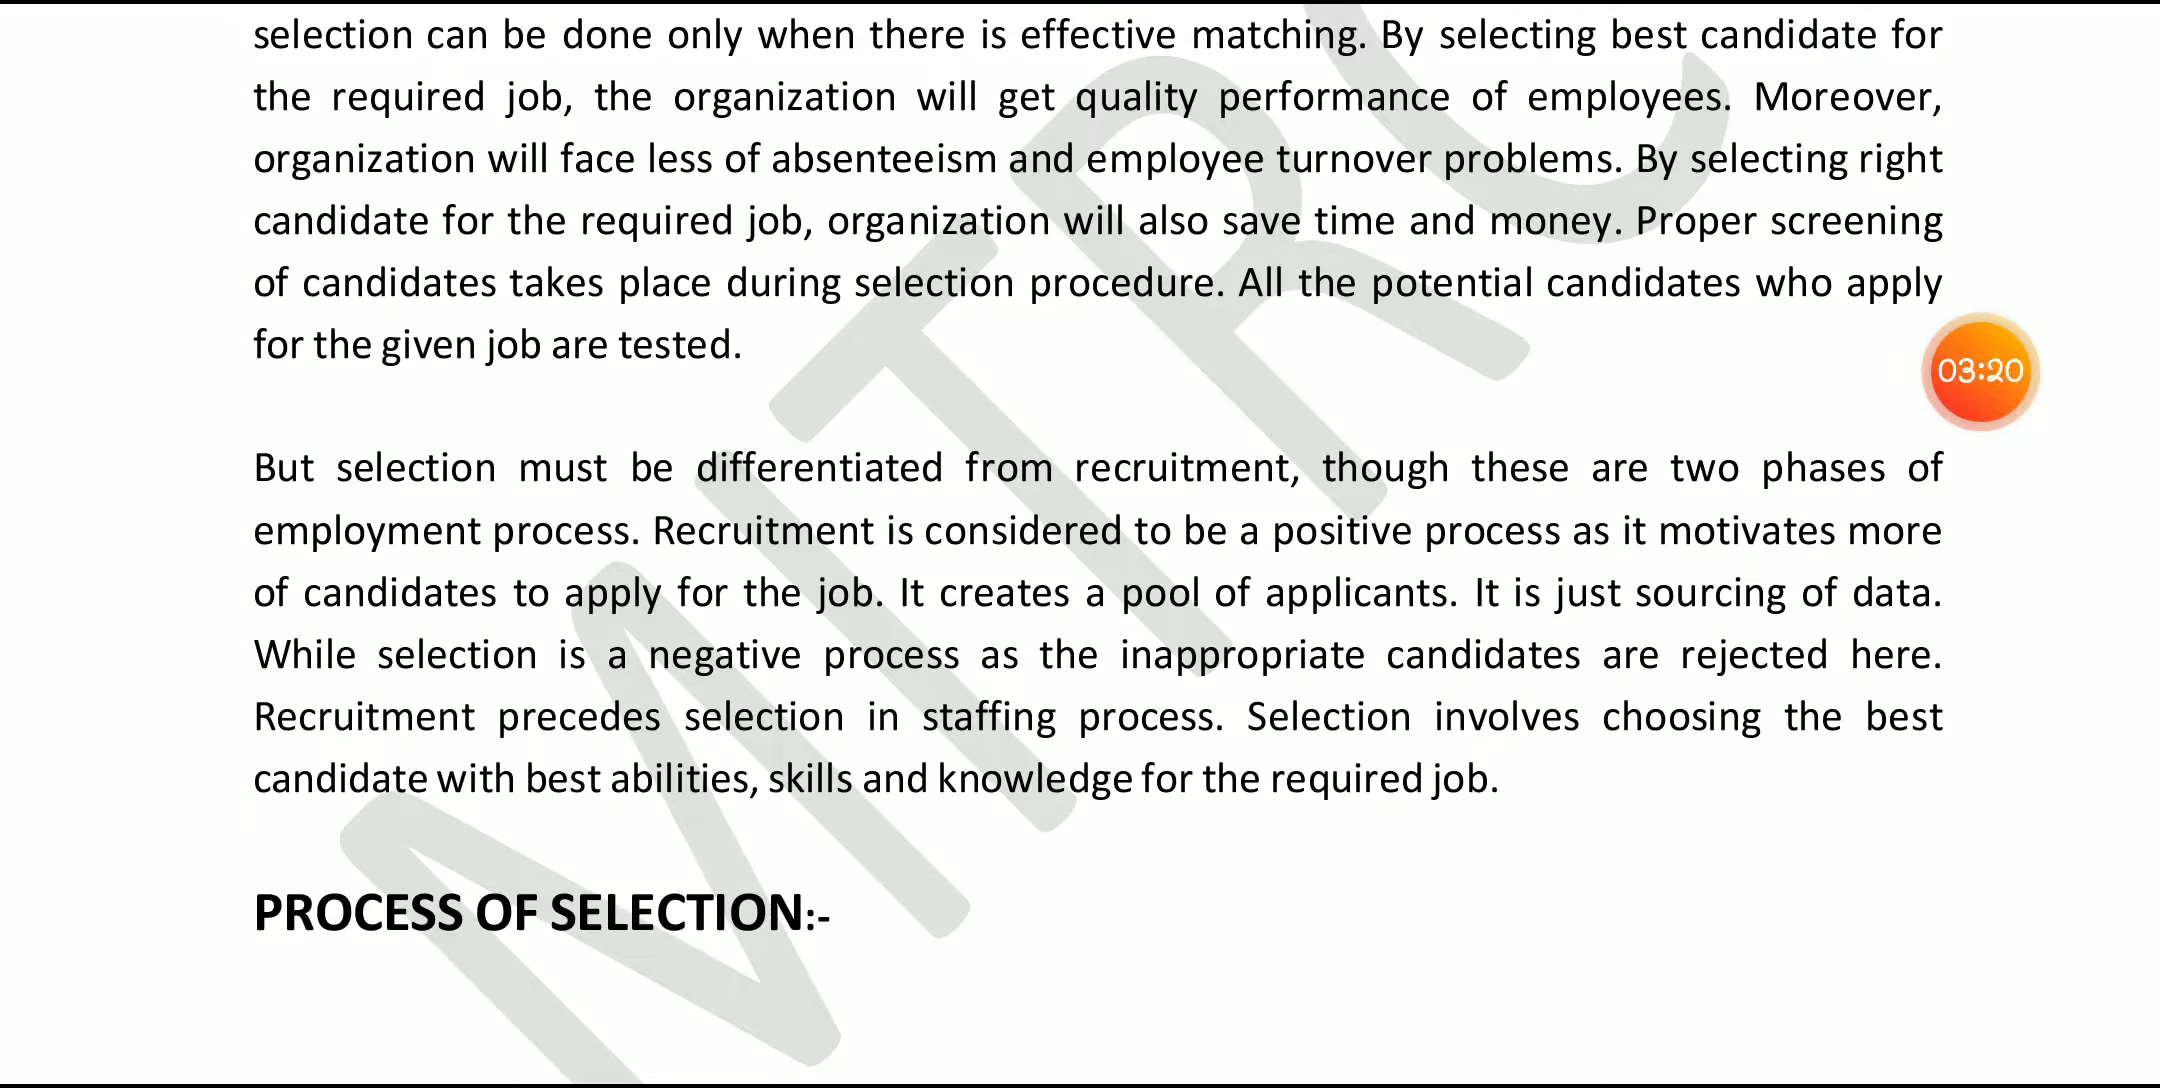 selection can be done only when there is effective matching. By selecting best candidate for
the required job, the organization will get quality performance of employees. Moreover,
organization will face less of absenteeism and employee turnover problems. By selecting right
candidate for the required job, organization will also save time and money. Proper screening
of candidates takes place during selection procedure. All the potential candidates who apply
for the given job are tested.
03:20
But selection must be differentiated from recruitment, though these are two phases of
employment process. Recruitment is considered to be a positive process as it motivates more
of candidates to apply for the job. It creates a pool of applicants. It is just sourcing of data.
While selection is a negative process as the inappropriate candidates are rejected here.
Recruitment precedes selection in staffing process. Selection involves choosing the best
candidate with best abilities, skills and knowledge for the required job.
PROCESS OF SELECTION:-